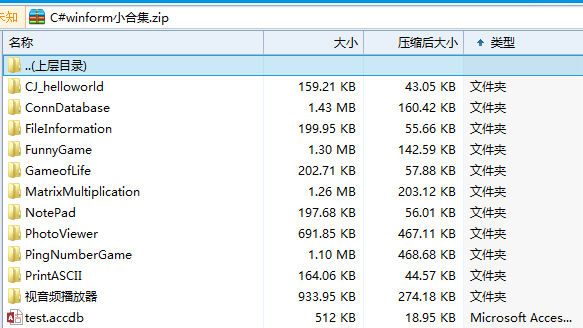 未知 C#winform小合集.zip
名称 大小 压缩后大小 类型
..(上层目录)
CJ_helloworld 159.21 KB 43.05 KB 文件夹
ConnDatabase 1.43 MB 160.42 KB 文件夹
FileInformation 199.95 KB 55.66 KB 文件夹
FunnyGame 1.30 MB 142.59 KB 文件夹
GameofLife 202.71 KB 57.88 KB 文件夹
MatrixMultiplication 1.26 MB 203.12 KB 文件夹
NotePad 197.68 KB 56.01 KB 文件夹
PhotoViewer 691.85 KB 467.11 KB 文件夹
PingNumberGame 1.10 MB 468.68 KB 文件夹
PrintASCII 164.06 KB 44.57 KB 文件夹
视音频播放器 933.95 KB 274.18 KB 文件夹
test.accdb 512 KB 18.95 KB Microsoft Acces...